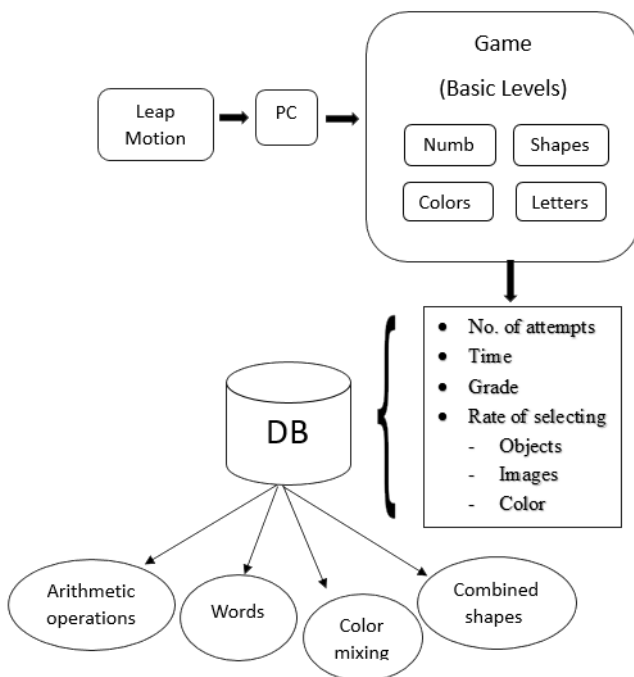 Game
(Basic Levels)
Leap
Motion
PC
Numb
Shapes
Colors
Letters
• No. of attempts
• Time
• Grade
• Rate of selecting
- Objects
- Images
- Color
DB
Arithmetic
operations
Words
Color
mixing
Combined
shapes